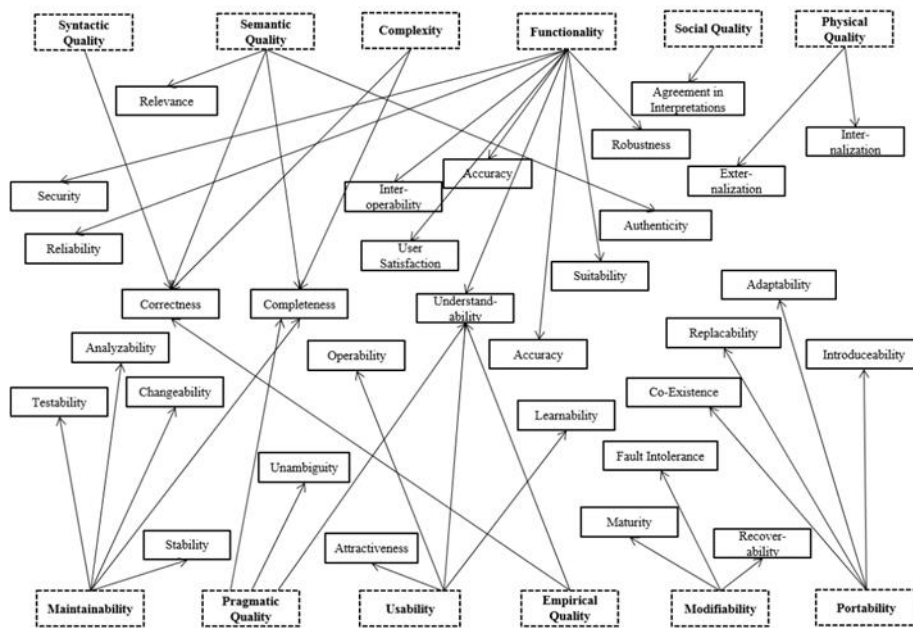 Syntactic
Quality
Semantic
Quality
Complexity
Functionality
Social Quality
Physical
Quality
Relevance
Agreement in
Interpretations
Robustness
Inter-
nalization
Security
Inter-
operability
Accuracy
Exter-
nalization
Reliability
User
Satisfaction
Authenticity
Suitability
Adaptability
Correctness
Completeness
Understand-
ability
Replacability
Analyzability
Operability
Accuracy
Introduceability
Testability
Changeability
Co-Existence
Learnability
Unambiguity
Fault Intolerance
Maturity
Stability
Attractiveness
Recover-
ability
Maintainability
Pragmatic
Quality
Usability
Empirical
Quality
Modifiability
Portability